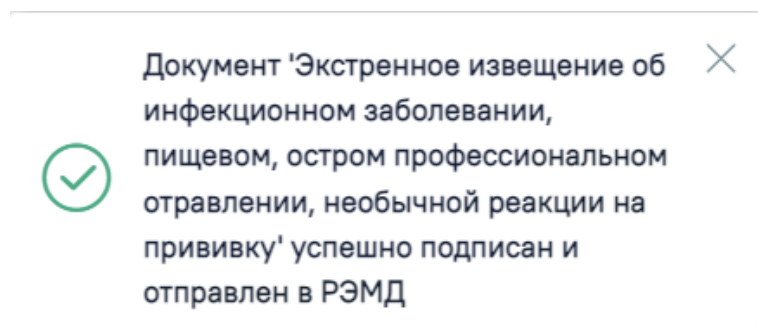 Документ 'Экстренное извещение об
инфекционном заболевании,
пищевом, остром профессиональном
отравлении, необычной реакции на
прививку' успешно подписан и
отправлен в РЭМД